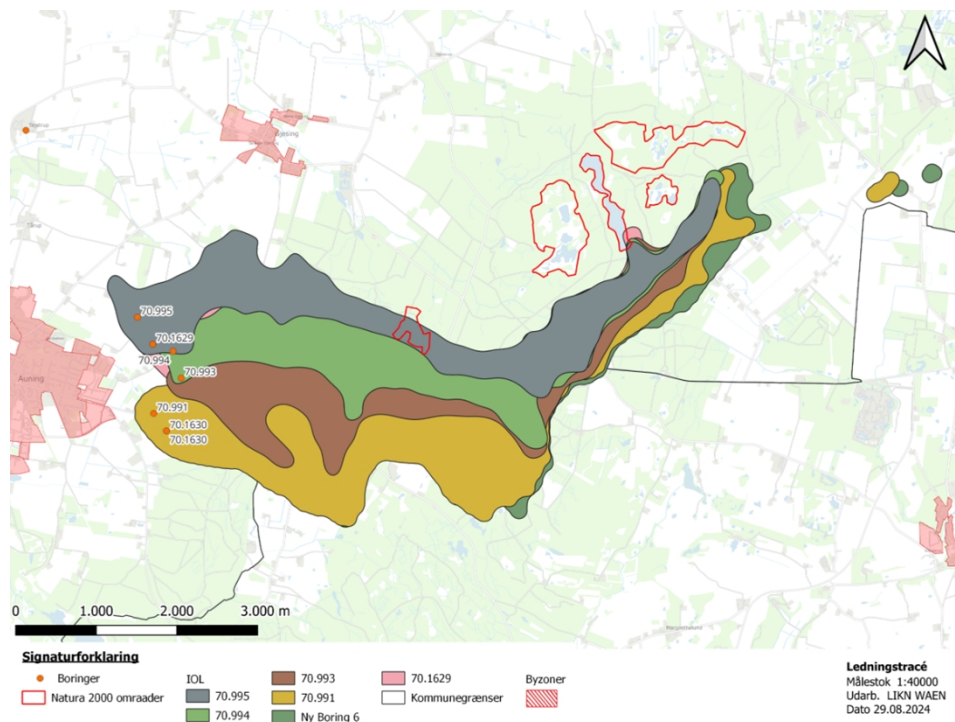 Gjesing
70.995
70.1629
70.994
70.993
Auning
70.991
70.1630
70.1630
0 1.000 2.000 3.000 m
Signaturforklaring
Boringer
Natura 2000 omraader
IOL
70.995
70.994
70.993
70.991
Ny Boring 6
70.1629
Kommunegrænser
Byzoner
Ledningstracé
Målestok 1:40000
Udarb. LIKN WAEN
Dato 29.08.2024